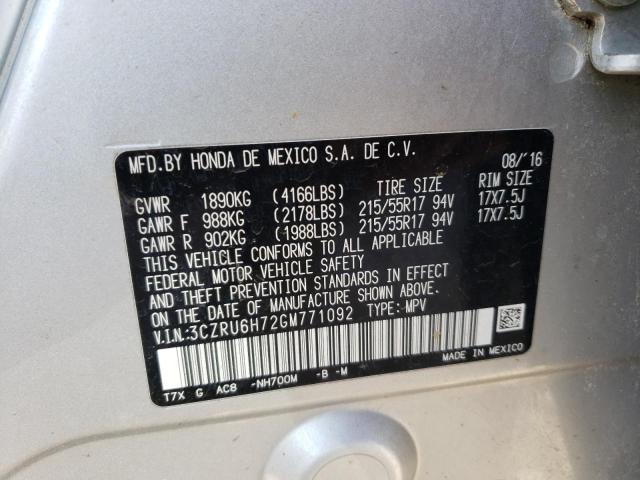 MFD.BY HONDA DE MEXICO S.A. DE C.V. 08/'16
TIRE SIZE RIM SIZE
GVWR 1890KG (4166LBS)
GAWR F 988KG (2178LBS) 215/55R17 94V 17X7.5J
GAWR R 902KG (1988LBS) 215/55R17 94V 17X7.5J
THIS VEHICLE CONFORMS TO ALL APPLICABLE
FEDERAL MOTOR VEHICLE SAFETY
AND THEFT PREVENTION STANDARDS IN EFFECT
ON THE DATE OF MANUFACTURE SHOWN ABOVE.
V.I.N:3CZRU6H72GM771092 TYPE: MPV
T7X G AC8 -NH700M -B -M
MADE IN MEXICO